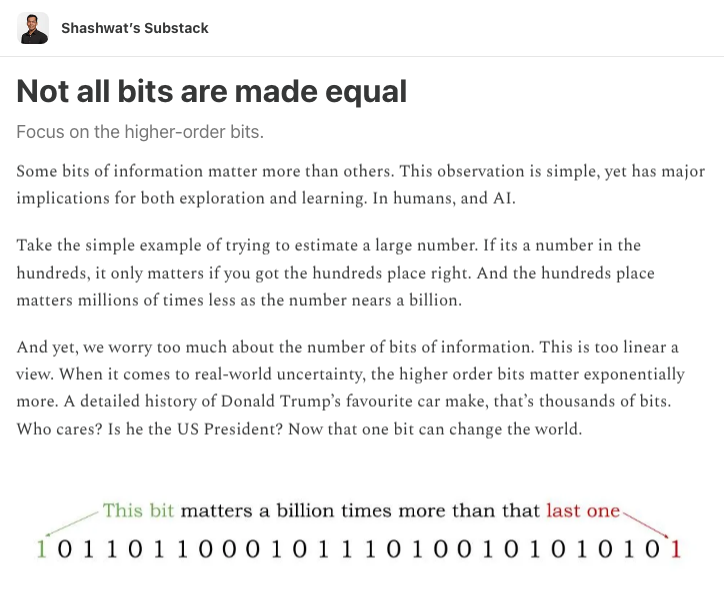 Shashwat’s Substack
Not all bits are made equal
Focus on the higher-order bits.
Some bits of information matter more than others. This observation is simple, yet has major
implications for both exploration and learning. In humans, and AI.
Take the simple example of trying to estimate a large number. If its a number in the
hundreds, it only matters if you got the hundreds place right. And the hundreds place
matters millions of times less as the number nears a billion.
And yet, we worry too much about the number of bits of information. This is too linear a
view. When it comes to real-world uncertainty, the higher order bits matter exponentially
more. A detailed history of Donald Trump’s favourite car make, that’s thousands of bits.
Who cares? Is he the US President? Now that one bit can change the world.
This bit matters a billion times more than that last one
1 0 1 1 0 1 1 0 0 0 1 0 1 1 1 0 1 0 0 1 0 1 0 1 0 1 0 1